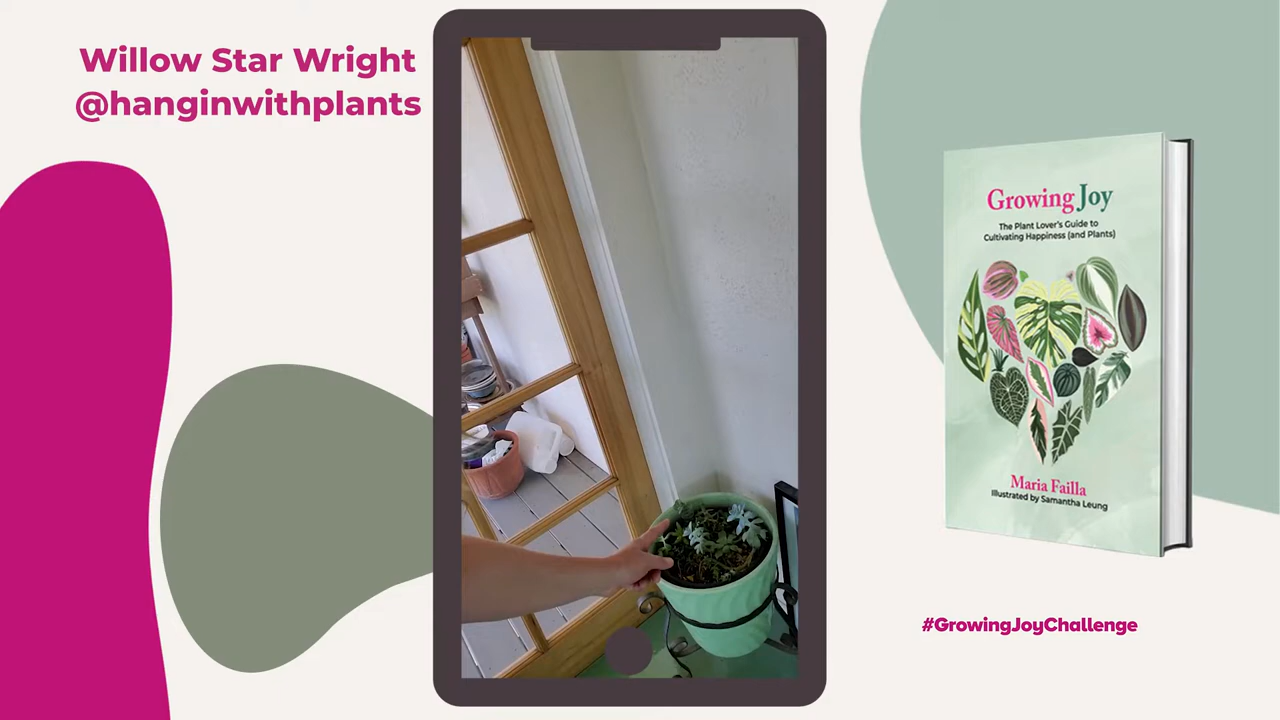 Willow Star Wright
@hanginwithplants
Growing Joy
The Plant Lover's Guide to
Cultivating Happiness (and Plants)
Maria Failla
Illustrated by Samantha Leung
#GrowingJoyChallenge